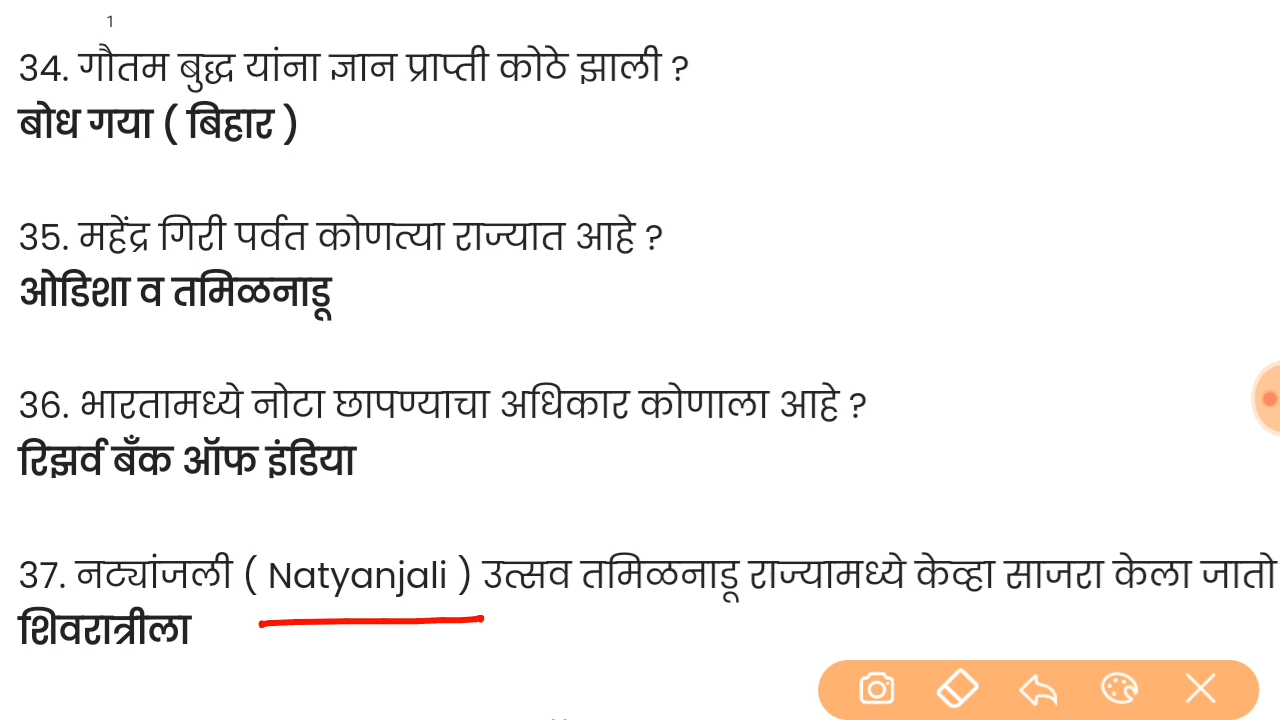 1
34. गौतम बुद्ध यांना ज्ञान प्राप्ती कोठे झाली ?
बोध गया ( बिहार )
35. महेंद्र गिरी पर्वत कोणत्या राज्यात आहे ?
ओडिशा व तमिळनाडू
36. भारतामध्ये नोटा छापण्याचा अधिकार कोणाला आहे ?
रिझर्व बँक ऑफ इंडिया
37. नट्यांजली ( Natyanjali ) उत्सव तमिळनाडू राज्यामध्ये केव्हा साजरा केला जातो
शिवरात्रीला